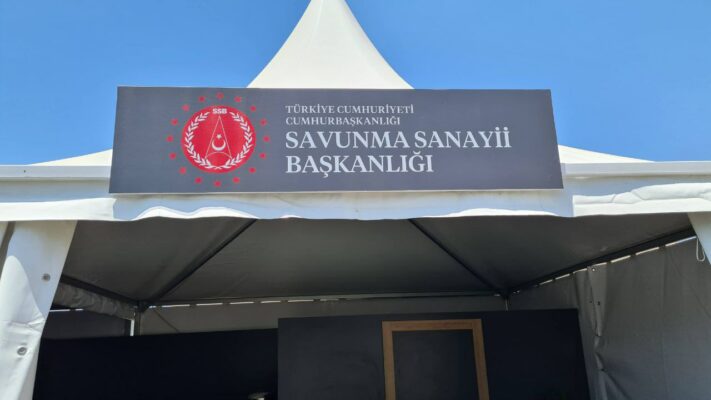 SSB
TÜRKİYE CUMHURİYETİ
CUMHURBAŞKANLIĞI
SAVUNMA SANAYİİ
BAŞKANLIĞI